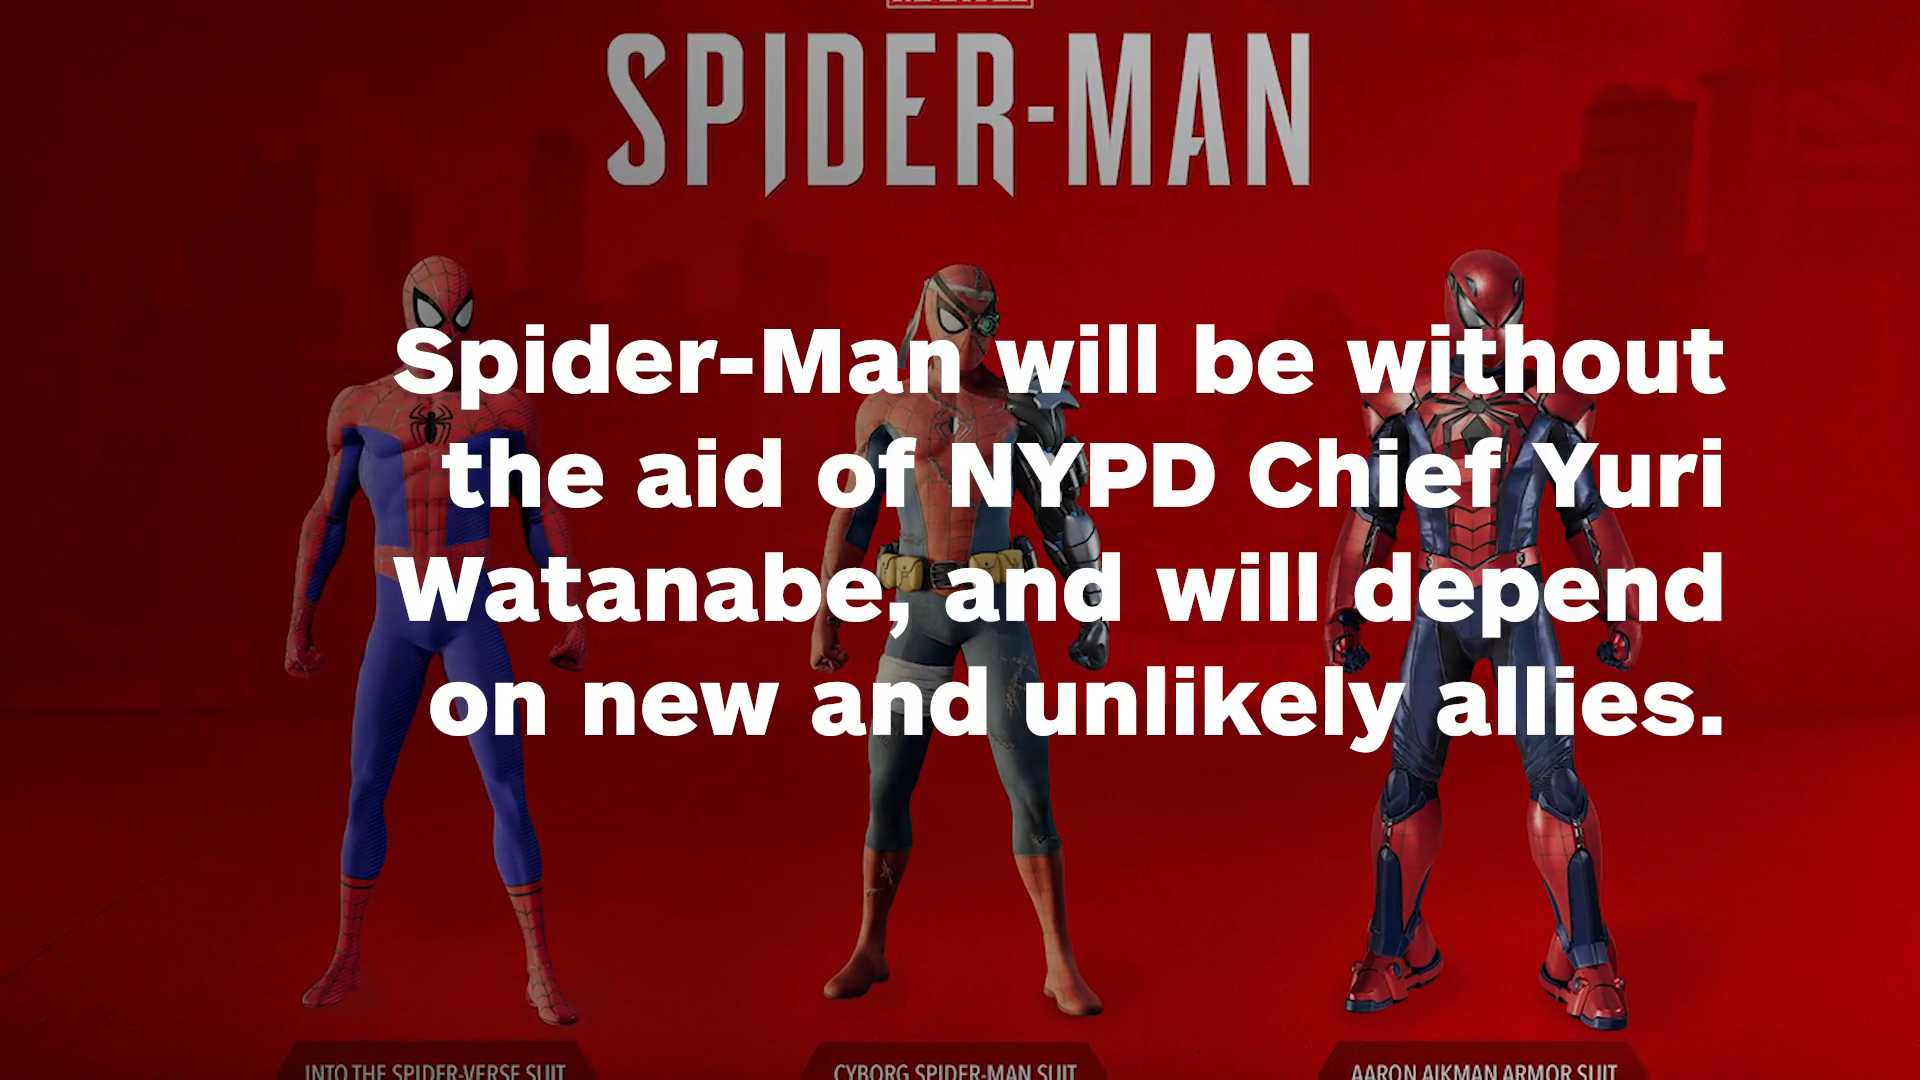 SPIDER-MAN
Spider-Man will be without
the aid of NYPD Chief Yuri
Watanabe, and will depend
on new and unlikely allies.
INTO THE SPIDER-VERSE SUIT
CYBORG SPIDER-MAN SUIT
AARON AIKMAN ARMOR SUIT